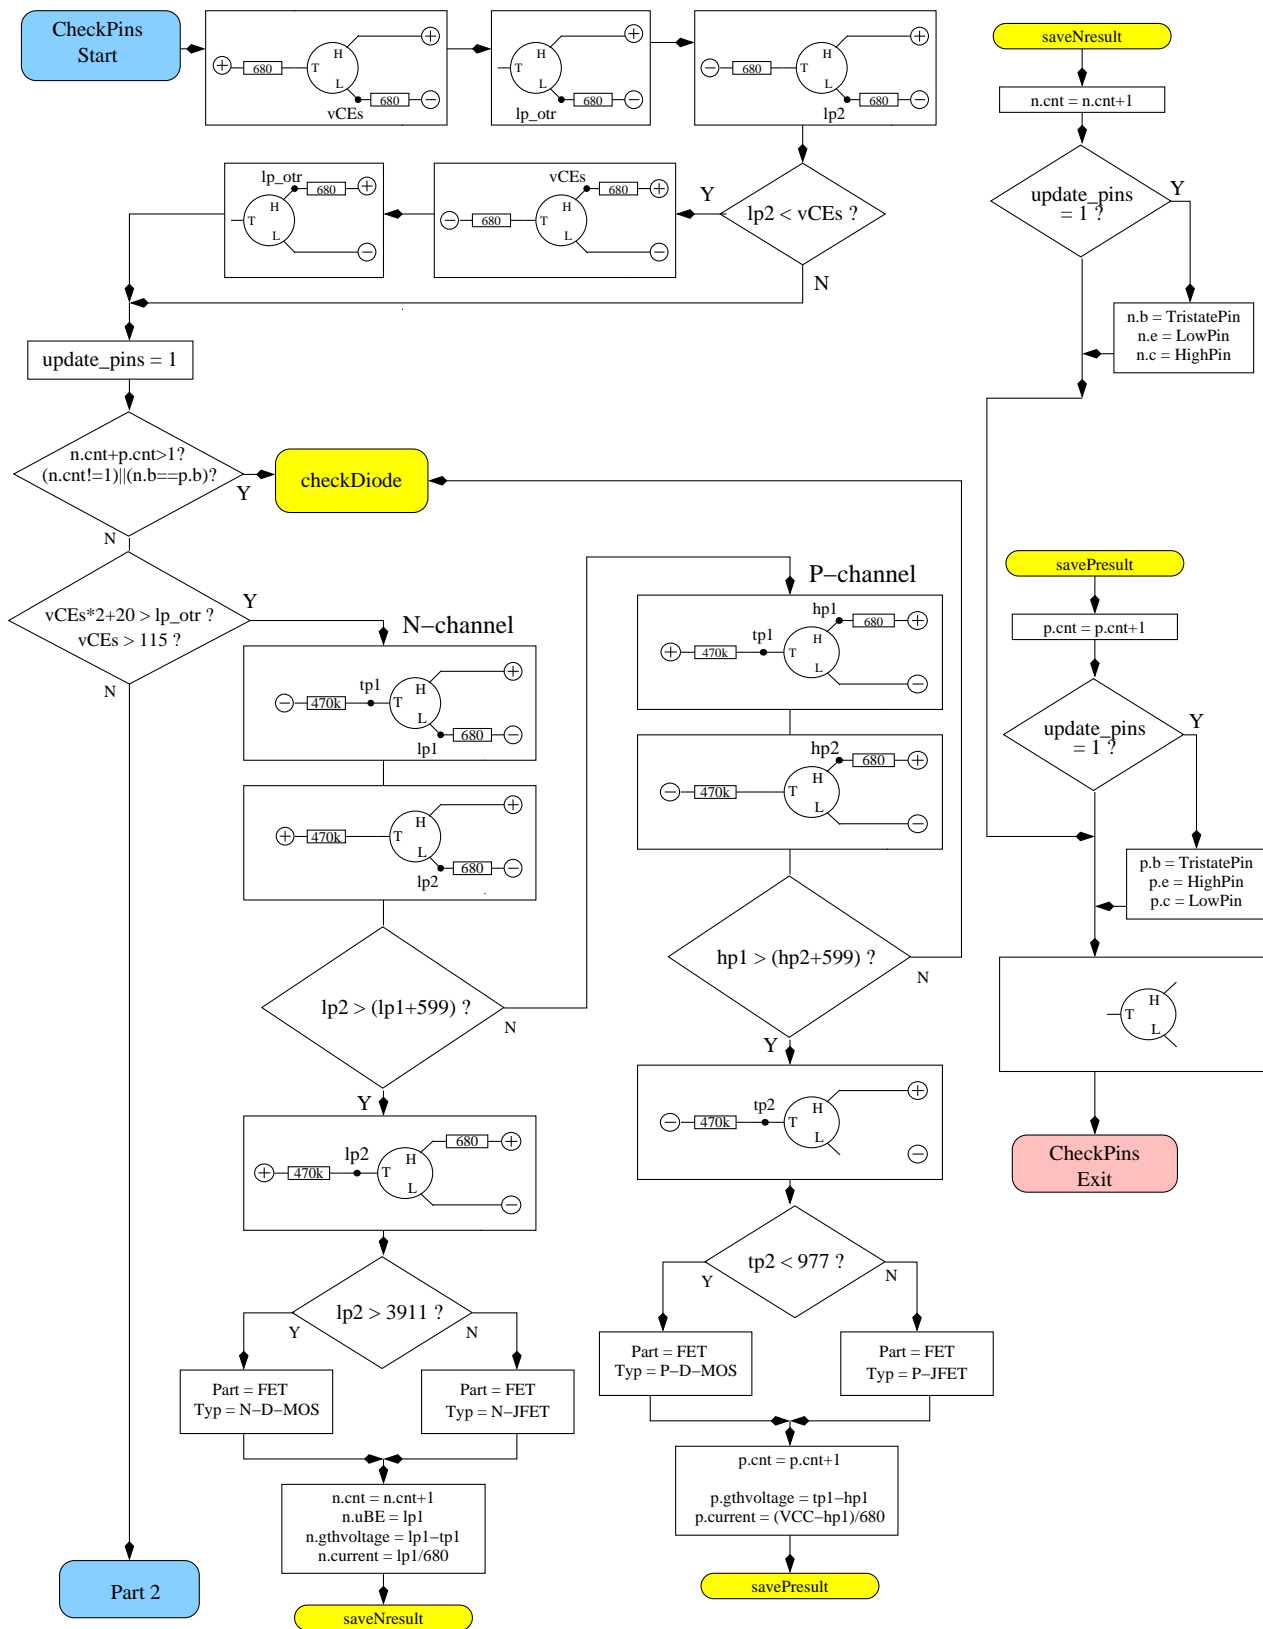 CheckPins
Start
T
H
L
680
680
vCEs
T
H
L
680
lp_otr
T
H
L
680
680
lp2
lp2 < vCEs ?
Y
N
vCEs
680
680
T
H
L
lp_otr
680
T
H
L
update_pins = 1
n.cnt+p.cnt>1?
(n.cnt!=1)||(n.b==p.b)?
Y
N
checkDiode
vCEs*2+20 > lp_otr ?
vCEs > 115 ?
Y
N
Part 2
N−channel
tp1
470k
T
H
L
680
lp1
470k
T
H
L
680
lp2
lp2 > (lp1+599) ?
N
Y
lp2
470k
T
H
L
680
lp2 > 3911 ?
Y
N
Part = FET
Typ = N−D−MOS
Part = FET
Typ = N−JFET
n.cnt = n.cnt+1
n.uBE = lp1
n.gthvoltage = lp1−tp1
n.current = lp1/680
saveNresult
P−channel
hp1
tp1
680
470k
T
H
L
hp2
680
470k
T
H
L
hp1 > (hp2+599) ?
N
Y
tp2
470k
T
H
L
tp2 < 977 ?
Y
N
Part = FET
Typ = P−D−MOS
Part = FET
Typ = P−JFET
p.cnt = p.cnt+1
p.gthvoltage = tp1−hp1
p.current = (VCC−hp1)/680
savePresult
saveNresult
n.cnt = n.cnt+1
update_pins
= 1 ?
Y
n.b = TristatePin
n.e = LowPin
n.c = HighPin
savePresult
p.cnt = p.cnt+1
update_pins
= 1 ?
Y
p.b = TristatePin
p.e = HighPin
p.c = LowPin
T
H
L
CheckPins
Exit